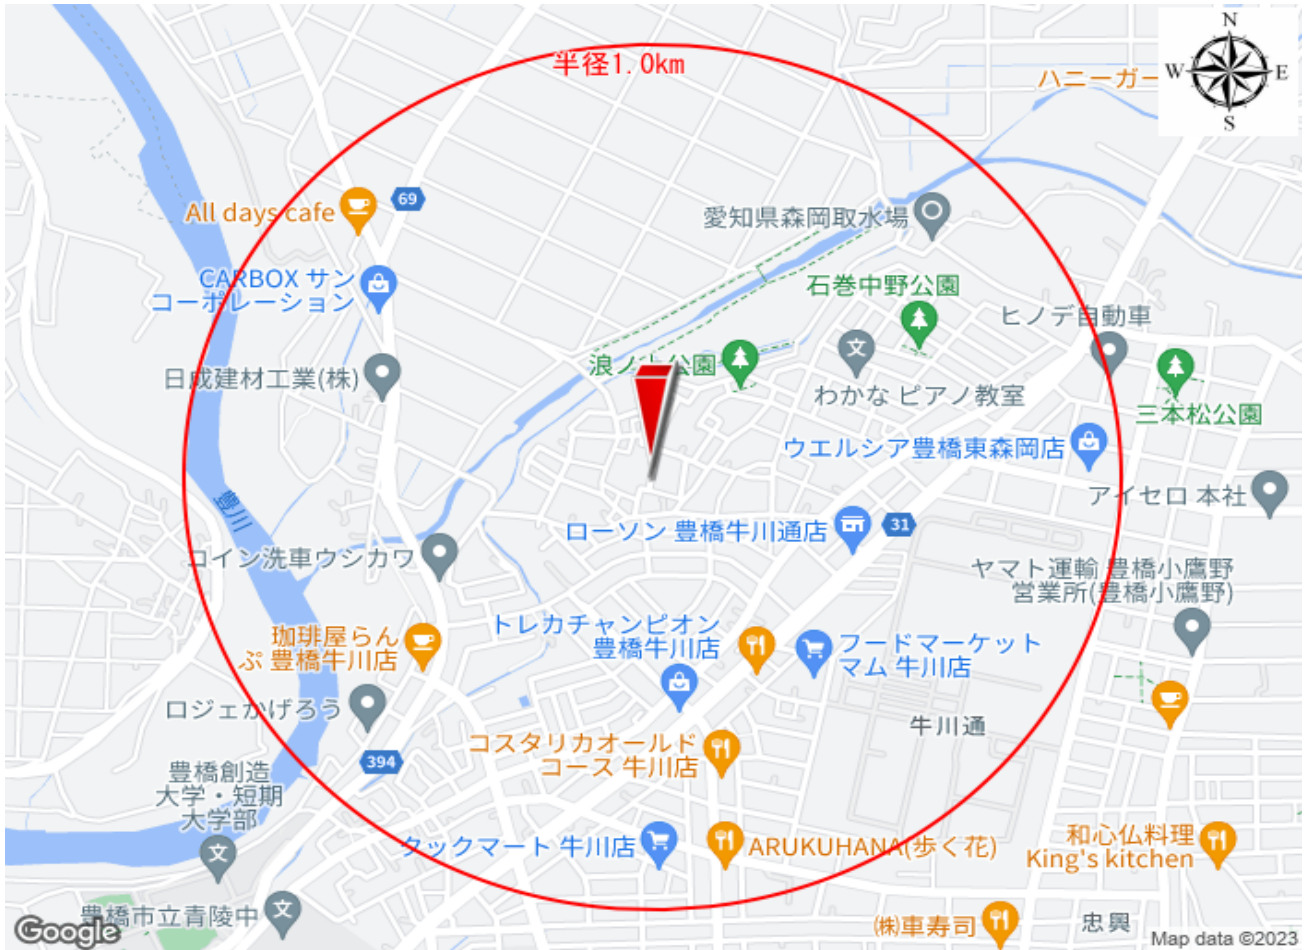 N
W
E
S
半径1.0km
ハニーガー
69
All days cafe
愛知県森岡取水場
CARBOX サン
コーポレーション
石巻中野公園
ヒノデ自動車
日成建材工業(株)
わかな ピアノ教室
三本松公園
ウエルシア豊橋東森岡店
アイセロ 本社
豊川
ローソン 豊橋牛川通店
31
コイン洗車ウシカワ
ヤマト運輸 豊橋小鷹野
営業所(豊橋小鷹野)
トレカチャンピオン
豊橋牛川店
珈琲屋らん
ぷ 豊橋牛川店
フードマーケット
マム 牛川店
ロジェかげろう
牛川通
コスタリカオールド
コース 牛川店
394
豊橋創造
大学・短期
大学部
タックマート 牛川店
ARUKUHANA(歩く花)
和心仏料理
King's kitchen
豊橋市立青陵中
㈱車寿司
忠興
Google
Map data ©2023